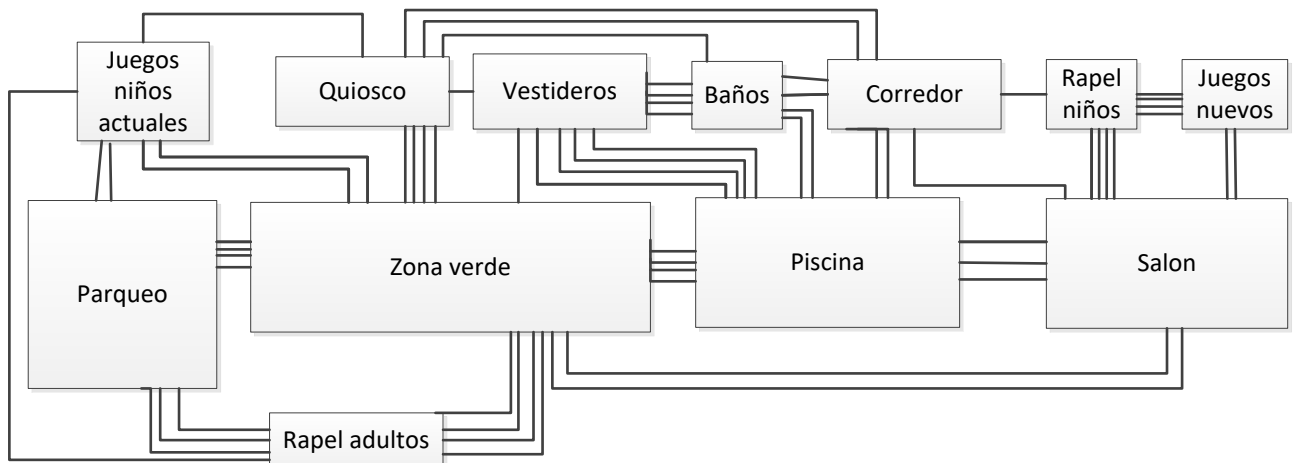 Juegos
niños
actuales
Quiosco
Vestideros
Baños
Corredor
Rapel
niños
Juegos
nuevos
Parqueo
Zona verde
Piscina
Salon
Rapel adultos